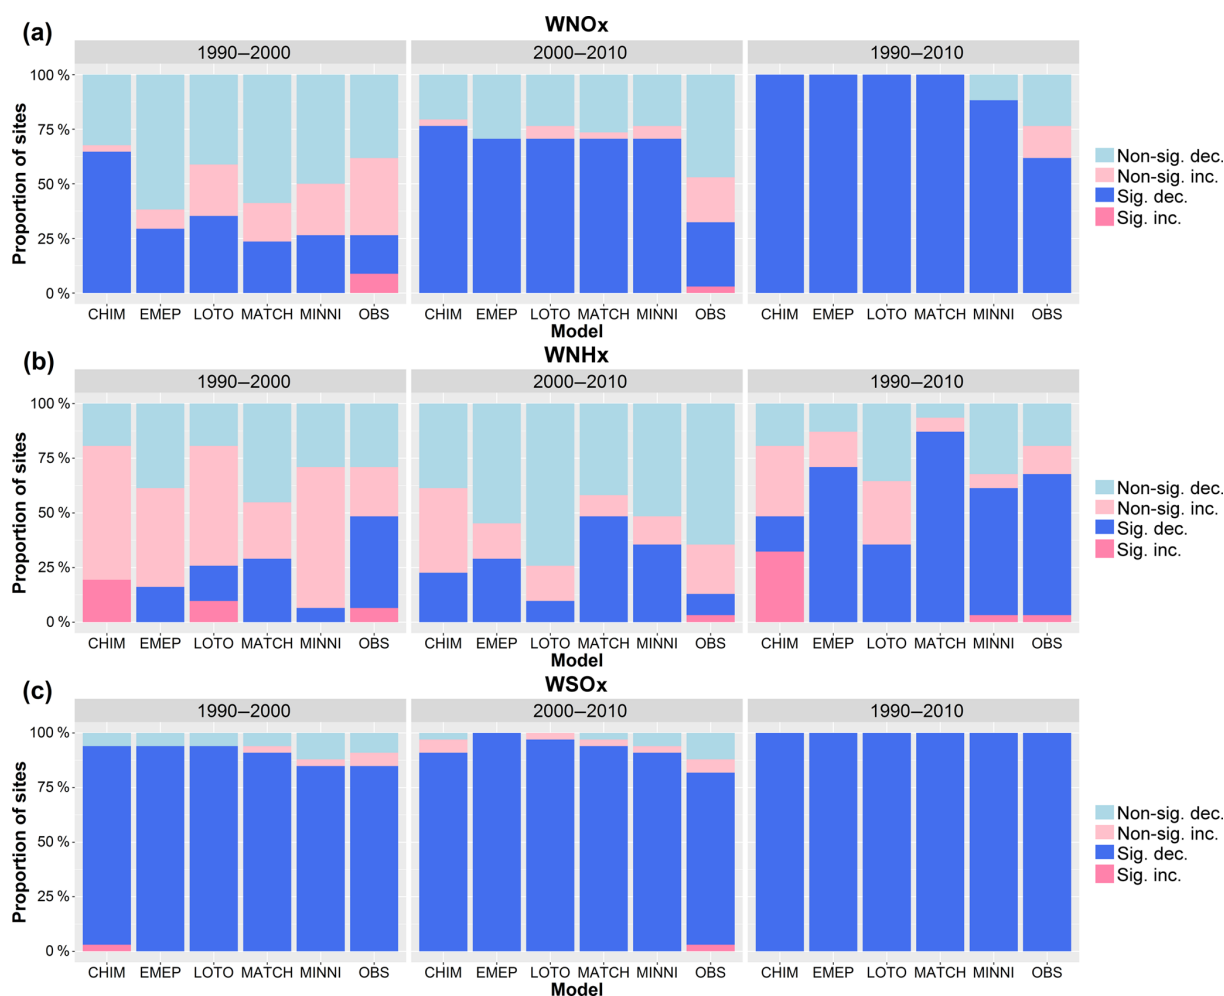 (a)
WNOx
1990–2000 2000–2010 1990–2010
Proportion of sites
100 %
75 %
50 %
25 %
0 %
CHIM EMEP LOTO MATCH MINNI OBS CHIM EMEP LOTO MATCH MINNI OBS CHIM EMEP LOTO MATCH MINNI OBS
Model
Non-sig. dec.
Non-sig. inc.
Sig. dec.
Sig. inc.
(b)
WNHx
1990–2000 2000–2010 1990–2010
Proportion of sites
100 %
75 %
50 %
25 %
0 %
CHIM EMEP LOTO MATCH MINNI OBS CHIM EMEP LOTO MATCH MINNI OBS CHIM EMEP LOTO MATCH MINNI OBS
Model
Non-sig. dec.
Non-sig. inc.
Sig. dec.
Sig. inc.
(c)
WSOx
1990–2000 2000–2010 1990–2010
Proportion of sites
100 %
75 %
50 %
25 %
0 %
CHIM EMEP LOTO MATCH MINNI OBS CHIM EMEP LOTO MATCH MINNI OBS CHIM EMEP LOTO MATCH MINNI OBS
Model
Non-sig. dec.
Non-sig. inc.
Sig. dec.
Sig. inc.